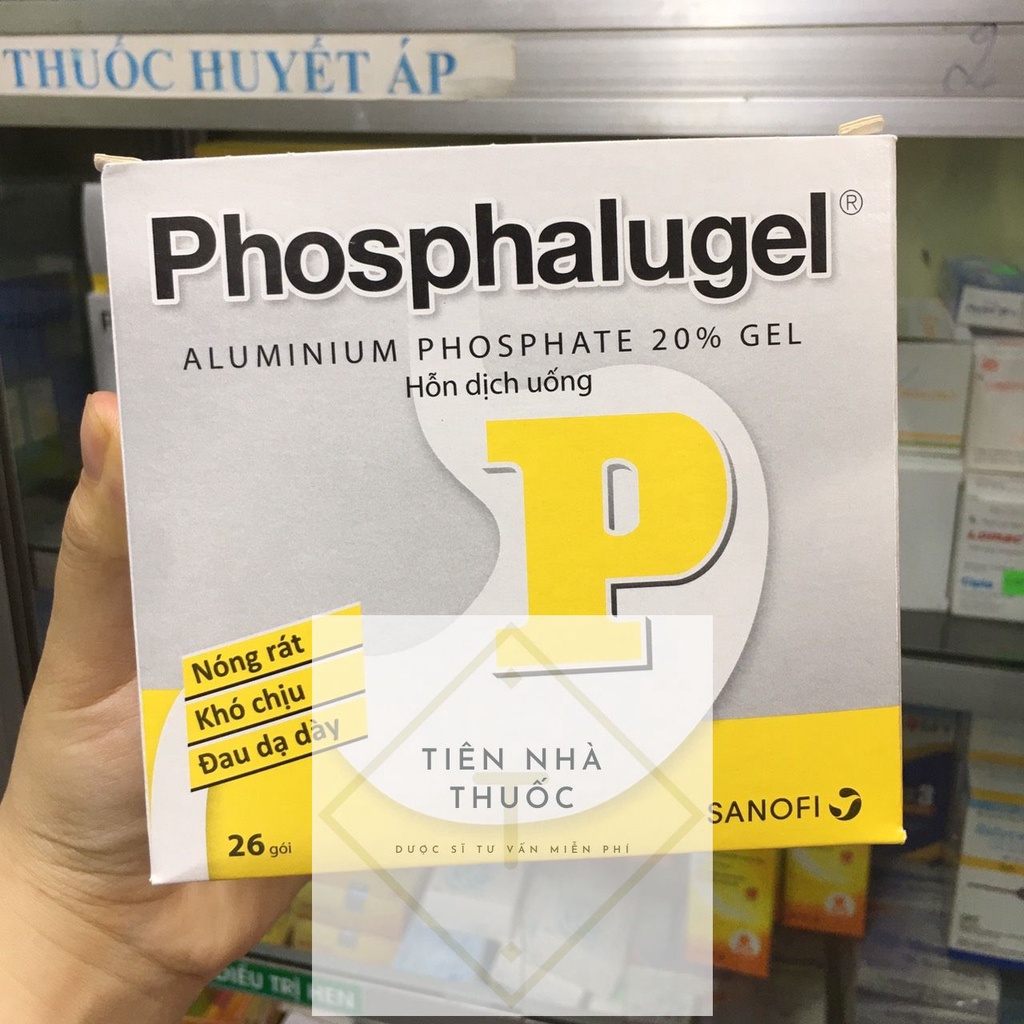 THUỐC HUYẾT ÁP
Phosphalugel®
ALUMINIUM PHOSPHATE 20% GEL
Hỗn dịch uống
P
Nóng rát
Khó chịu
Đau dạ dày
TIÊN NHÀ
THUỐC
DƯỢC SĨ TƯ VẤN MIỄN PHÍ
SANOFI
26 gói
ĐIỀU TRỊ HEN